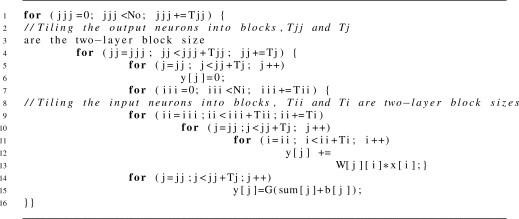 1 for (jjj=0; jjj<No; jjj+=Tjj) {
2 //Tiling the output neurons into blocks, Tjj and Tj
3 are the two-layer block size
4 for (jj=jjj; jj<jjj+Tjj; jj+=Tj) {
5 for (j=jj; j<jj+Tj; j++)
6 y[j]=0;
7 for (iii=0; iii<Ni; iii+=Tii) {
8 //Tiling the input neurons into blocks, Tii and Ti are two-layer block sizes
9 for (ii=iii;ii<iii+Tii;ii+=Ti)
10 for (j=jj;j<jj+Tj; j++)
11 for (i=ii; i<ii+Ti; i++)
12 y[j] +=
13 W[j][i]*x[i];}
14 for (j=jj;j<jj+Tj;j++)
15 y[j]=G(sum[j]+b[j]);
16 }}